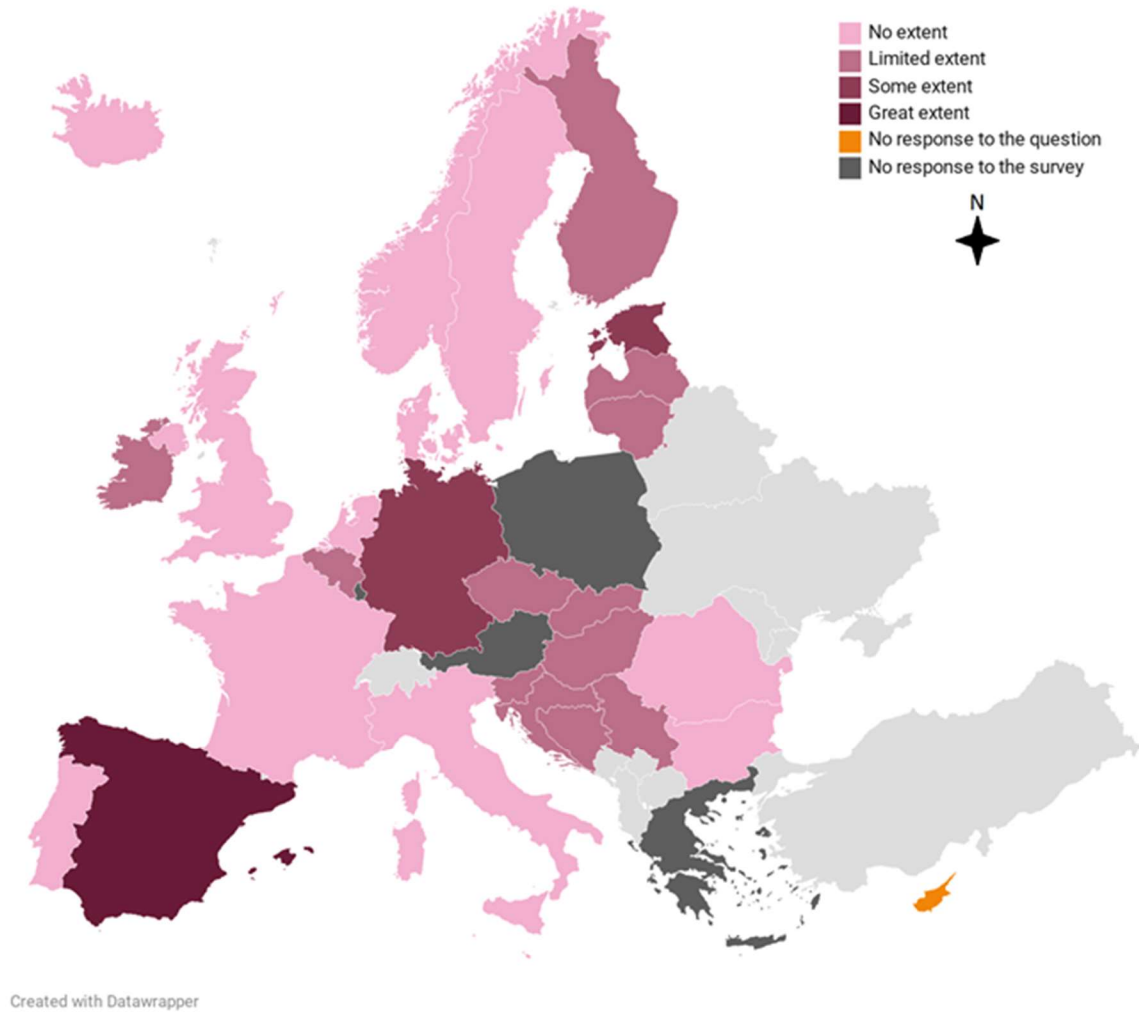 No extent
Limited extent
Some extent
Great extent
No response to the question
No response to the survey
N
Created with Datawrapper